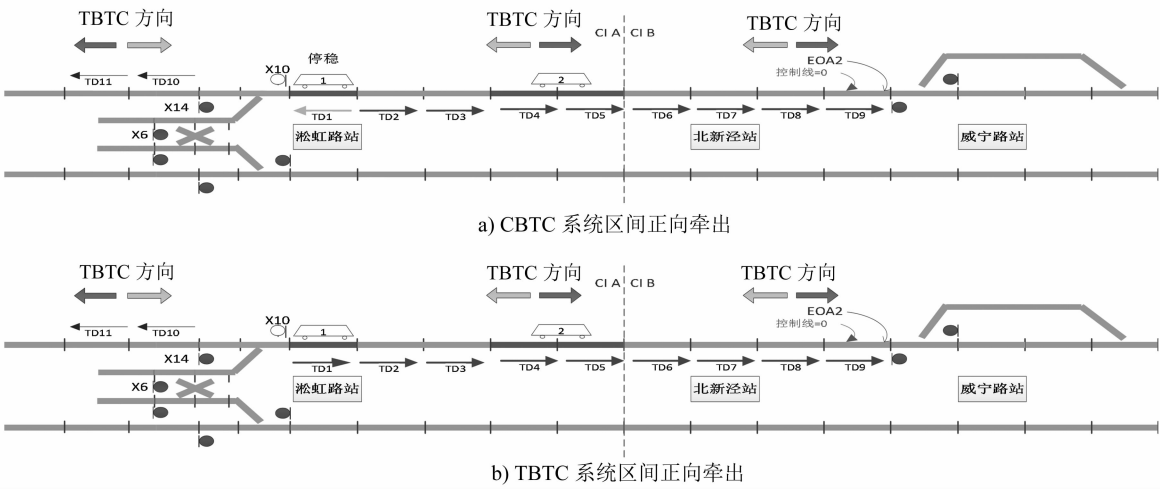 TBTC 方向
TBTC 方向
CI A
CI B
TBTC 方向
X10
停稳
EOA2
控制线=0
TD11
TD10
1
2
X14
X6
TD1
TD2
TD3
TD4
TD5
TD6
TD7
TD8
TD9
淞虹路站
北新泾站
威宁路站
a) CBTC 系统区间正向牵出
TBTC 方向
TBTC 方向
CI A
CI B
TBTC 方向
X10
EOA2
控制线=0
TD11
TD10
1
2
X14
X6
TD1
TD2
TD3
TD4
TD5
TD6
TD7
TD8
TD9
淞虹路站
北新泾站
威宁路站
b) TBTC 系统区间正向牵出